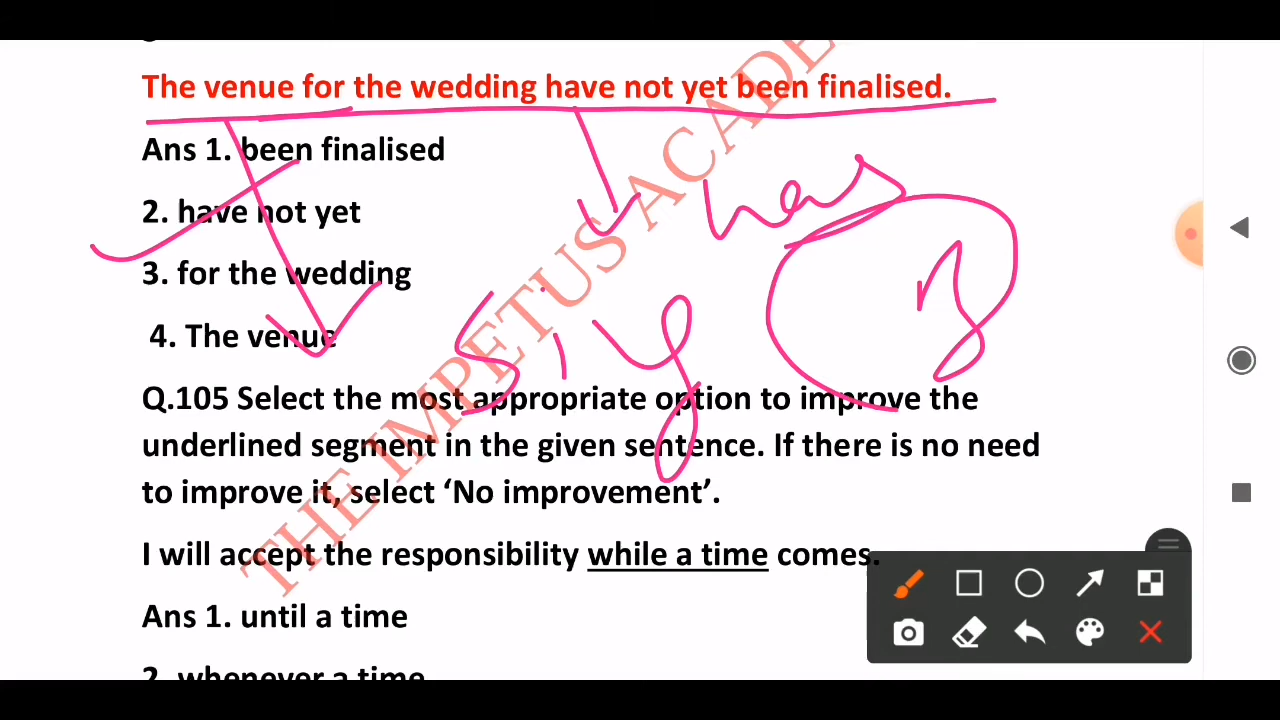 The venue for the wedding have not yet been finalised.
Ans 1. been finalised
2. have not yet
has
3. for the wedding
4. The venue
Q.105 Select the most appropriate option to improve the
underlined segment in the given sentence. If there is no need
to improve it, select ‘No improvement’.
I will accept the responsibility while a time comes.
Ans 1. until a time
2. whenever a time
THE IMPETUS ACADE